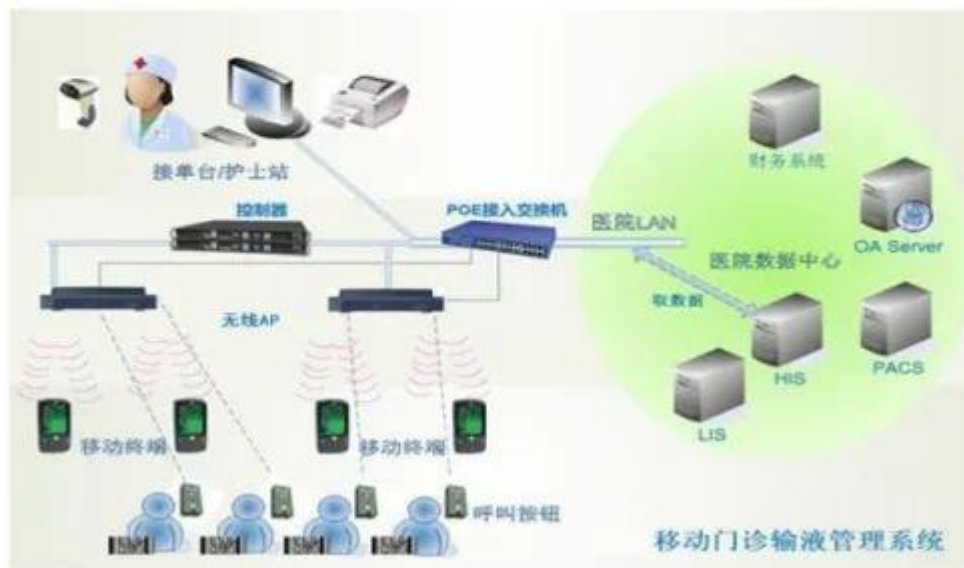 接单台/护士站
财务系统
控制器
POE接入交换机
医院LAN
OA Server
医院数据中心
取数据
无线AP
HIS
PACS
LIS
移动终端
移动终端
呼叫按钮
移动门诊输液管理系统